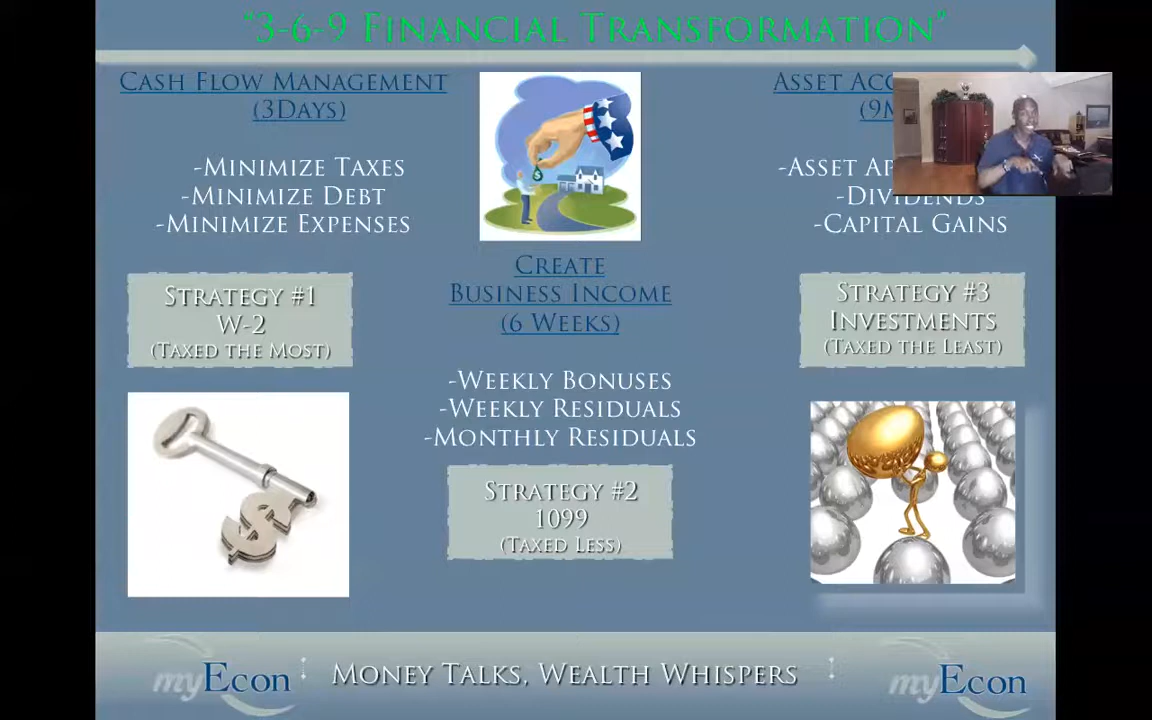 "3-6-9 Financial Transformation"
Cash Flow Management
(3Days)
-Minimize Taxes
-Minimize Debt
-Minimize Expenses
Strategy #1
W-2
(Taxed the Most)
$
Create
Business Income
(6 Weeks)
-Weekly Bonuses
-Weekly Residuals
-Monthly Residuals
Strategy #2
1099
(Taxed Less)
Asset
-Asset
-Dividends
-Capital Gains
Strategy #3
Investments
(Taxed the Least)
myEcon
Money Talks, Wealth Whispers
myEcon